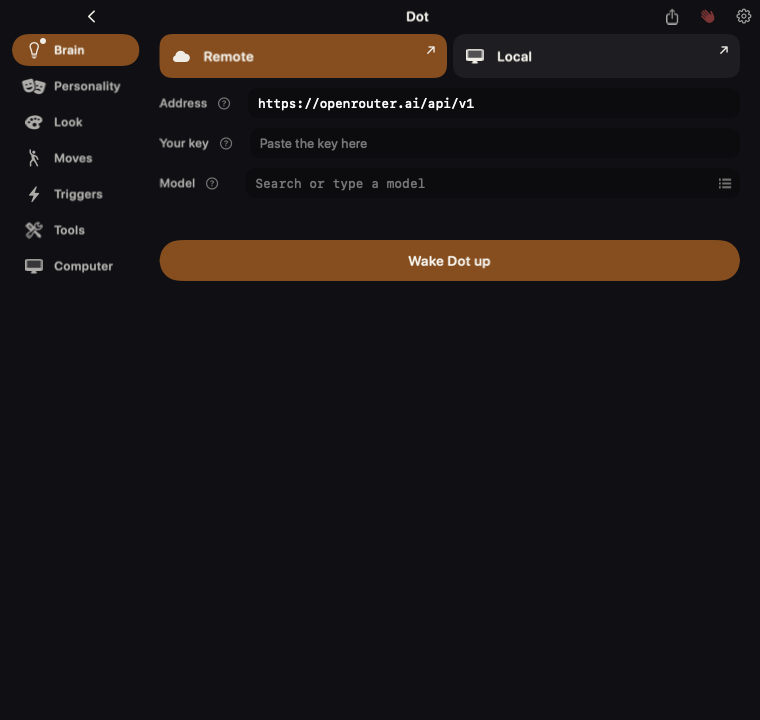 Dot
Brain
Personality
Look
Moves
Triggers
Tools
Computer
Remote
Local
Address
https://openrouter.ai/api/v1
Your key
Paste the key here
Model
Search or type a model
Wake Dot up